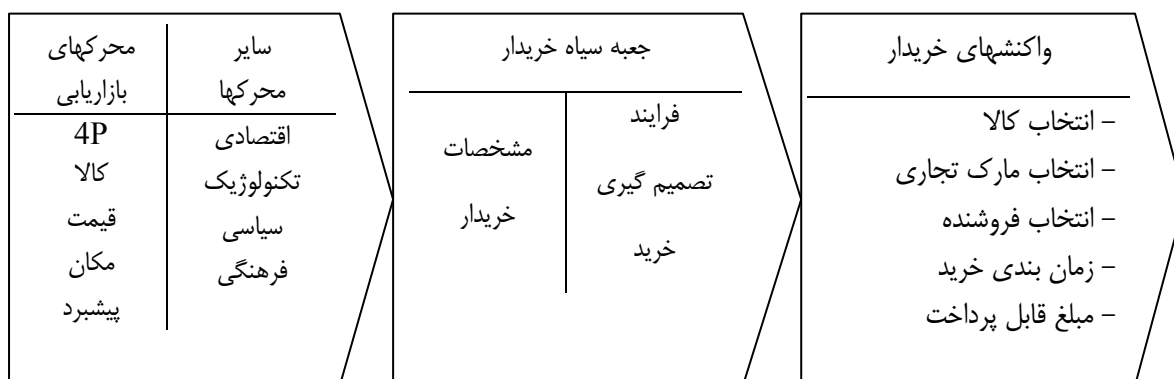 محرکهای
بازاریابی
4P
کالا
قیمت
مکان
پیشبرد
سایر
محرکها
اقتصادی
تکنولوژیک
سیاسی
فرهنگی
جعبه سیاه خریدار
مشخصات
خریدار
فرایند
تصمیم گیری
خرید
واکنشهای خریدار
– انتخاب کالا
– انتخاب مارک تجاری
– انتخاب فروشنده
– زمان بندی خرید
– مبلغ قابل پرداخت